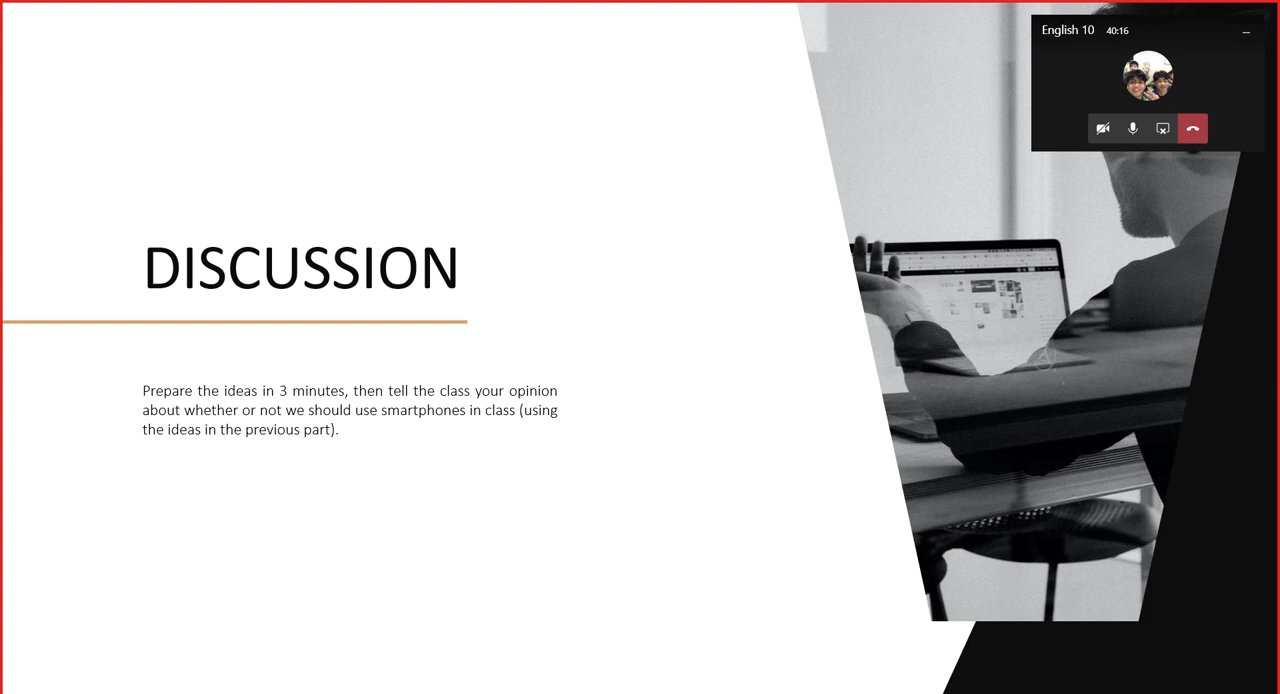 English 10 40:16
DISCUSSION
Prepare the ideas in 3 minutes, then tell the class your opinion
about whether or not we should use smartphones in class (using
the ideas in the previous part).